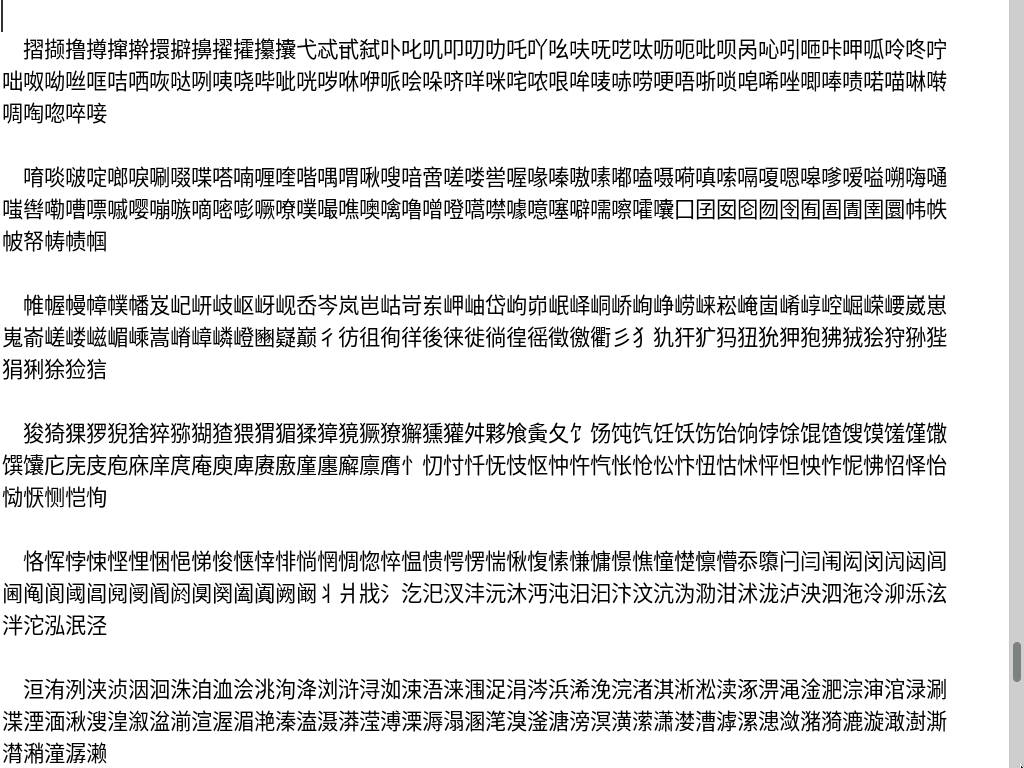 摺撷撸撙撺擀擐擗擤擢攉攥攮弋忒甙弑卟叱叽叩叨叻吒吖吆呋呒呓呔呖呃吡呗呙吣吲咂咔呷呱呤咚咛
咄呶呦咝哐咭哂咴哒咧咦哓哔呲咣哕咻咿哌哙哚哜咩咪咤哝哏哞唛哧唠哽唔哳唢唣唏唑唧唪啧喏喵啉啭
啁啕唿啐唼
唷啖啵啶啷唳唰啜喋嗒喃喱喹喈喁喟啾嗖喑啻嗟喽喾喔喙嗪嗷嗉嘟嗑嗫嗬嗔嗦嗝嗄嗯嗥嗲嗳嗌嗍嗨嗵
嗤辔嘞嘈嘌嘁嘤嘣嗾嘀嘧嘭噘嘹噗嘬噍噢噙噜噌噔嚆噤噱噫噻噼嚅嚓嚯囔囗囝囡囵囫囹囿圄圊圉圜帏帙
帔帑帱帻帼
帷幄幔幛幞幡岌屺岍岐岖岈岘岙岑岚岜岵岢岽岬岫岱岣峁岷峄峒峤峋峥崂崃崧崦崮崤崞崆崛嵘崾崴崽
嵬嵛嵯嵝嵫嵋嵊嵩嵴嶂嶙嶝豳嶷巅彳彷徂徇徉後徕徙徜徨徭徵徼衢彡犭犰犴犷犸狃狁狎狍狒狨狯狩狲狴
狷猁狳猃狺
狻猗猓猡猊猞猝猕猢猹猥猬猸猱獐獍獗獠獬獯獾舛夥飧夤夂饣饧饨饩饪饫饬饴饷饽馀馄馇馊馍馐馑馓
馔馕庀庑庋庖庥庠庹庵庾庳赓廒廑廛廨廪膺忄忉忖忏怃忮怄忡忤忾怅怆忪忭忸怙怵怦怛怏怍怩怫怊怿怡
恸恹恻恺恂
恪恽悖悚悭悝悃悒悌悛惬悻悱惝惘惆惚悴愠愦愕愣惴愀愎愫慊慵憬憔憧憷懔懵忝隳闩闫闱闳闵闶闼闾
阃阄阆阈阊阋阌阍阏阒阕阖阗阙阚丬爿戕氵汔汜汊沣沅沐沔沌汨汩汴汶沆沩泐泔沭泷泸泱泗沲泠泖泺泫
泮沱泓泯泾
洹洧洌浃浈洇洄洙洎洫浍洮洵洚浏浒浔洳涑浯涞涠浞涓涔浜浠浼浣渚淇淅淞渎涿淠渑淦淝淙渖涫渌涮
渫湮湎湫溲湟溆湓湔渲渥湄滟溱溘滠漭滢溥溧溽溻溷滗溴滏溏滂溟潢潆潇漤漕滹漯漶潋潴漪漉漩澉澍澌
潸潲潼潺濑